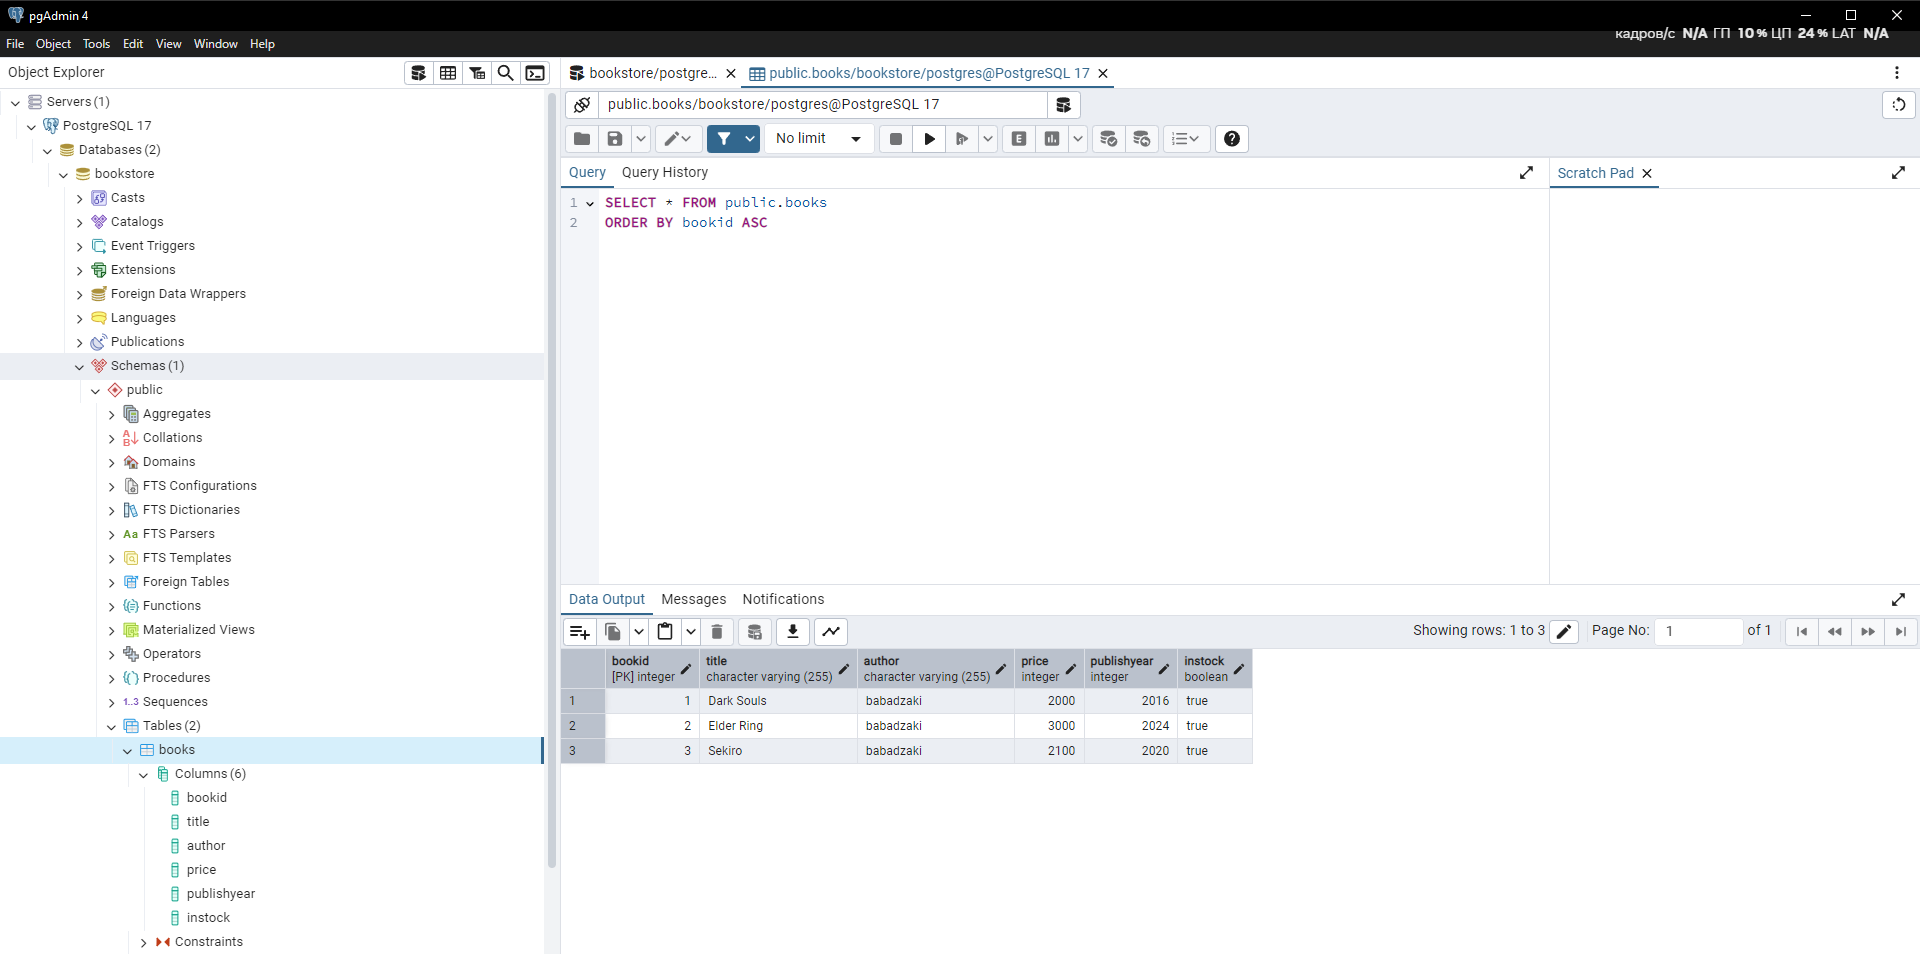 pgAdmin 4
File Object Tools Edit View Window Help
кадров/с N/A ГП 10 % ЦП 24 % LAT N/A
Object Explorer
Servers (1)
PostgreSQL 17
Databases (2)
bookstore
Casts
Catalogs
Event Triggers
Extensions
Foreign Data Wrappers
Languages
Publications
Schemas (1)
public
Aggregates
Collations
Domains
FTS Configurations
FTS Dictionaries
Aa FTS Parsers
FTS Templates
Foreign Tables
Functions
Materialized Views
Operators
Procedures
1..3 Sequences
Tables (2)
books
Columns (6)
bookid
title
author
price
publishyear
instock
Constraints
bookstore/postgre... public.books/bookstore/postgres@PostgreSQL 17
public.books/bookstore/postgres@PostgreSQL 17
No limit E
Query Query History
1 SELECT * FROM public.books
2 ORDER BY bookid ASC
Scratch Pad
Data Output Messages Notifications
Showing rows: 1 to 3 Page No: 1 of 1
bookid title author price publishyear instock
[PK] integer character varying (255) character varying (255) integer integer boolean
1 1 Dark Souls babadzaki 2000 2016 true
2 2 Elder Ring babadzaki 3000 2024 true
3 3 Sekiro babadzaki 2100 2020 true